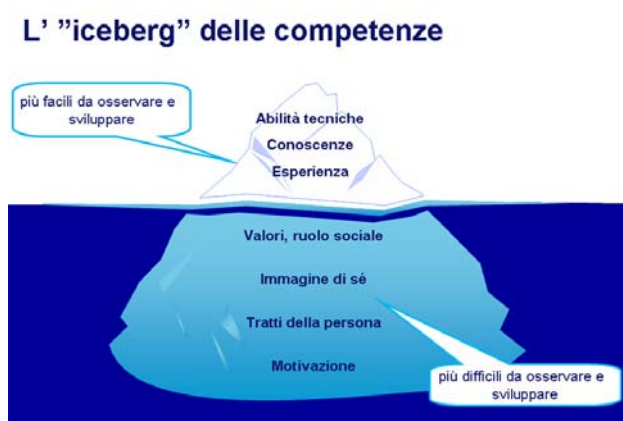 L' ”iceberg” delle competenze
più facili da osservare e
sviluppare
Abilità tecniche
Conoscenze
Esperienza
Valori, ruolo sociale
Immagine di sé
Tratti della persona
Motivazione
più difficili da osservare e
sviluppare